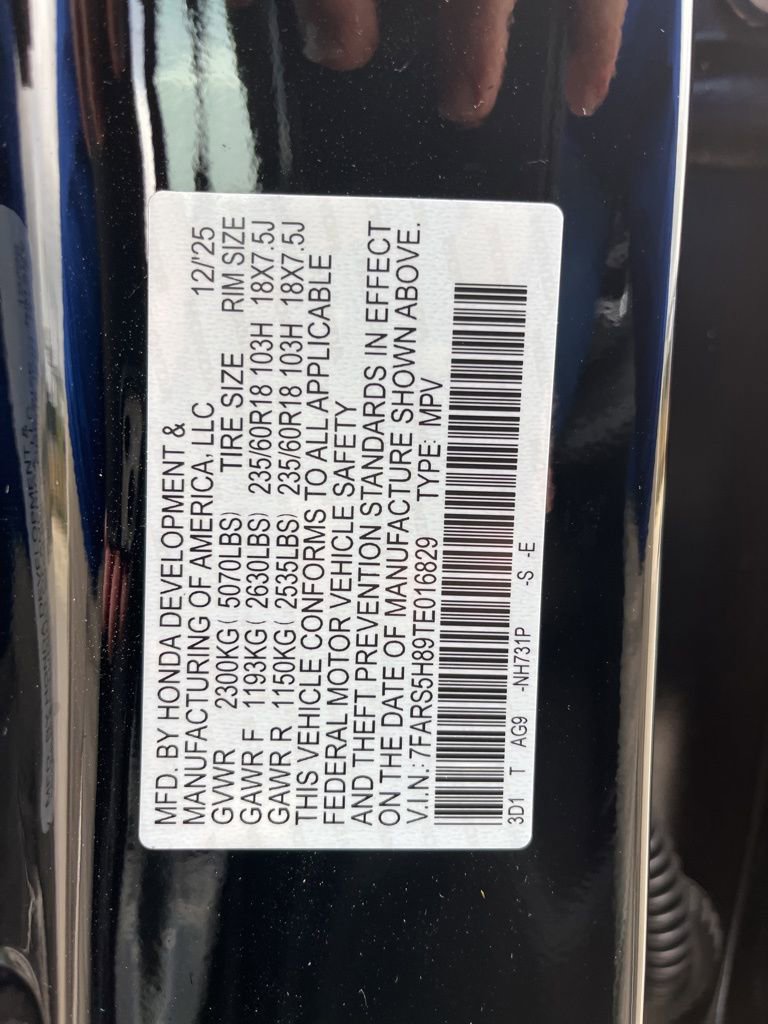 MFD. BY HONDA DEVELOPMENT &
MANUFACTURING OF AMERICA, LLC 12/'25
GVWR 2300KG( 5070LBS) TIRE SIZE RIM SIZE
GAWR F 1193KG( 2630LBS) 235/60R18 103H 18X7.5J
GAWR R 1150KG( 2535LBS) 235/60R18 103H 18X7.5J
THIS VEHICLE CONFORMS TO ALL APPLICABLE
FEDERAL MOTOR VEHICLE SAFETY
AND THEFT PREVENTION STANDARDS IN EFFECT
ON THE DATE OF MANUFACTURE SHOWN ABOVE.
V.I.N: 7FARS5H89TE016829 TYPE: MPV
3D1 T AG9 -NH731P -S -E